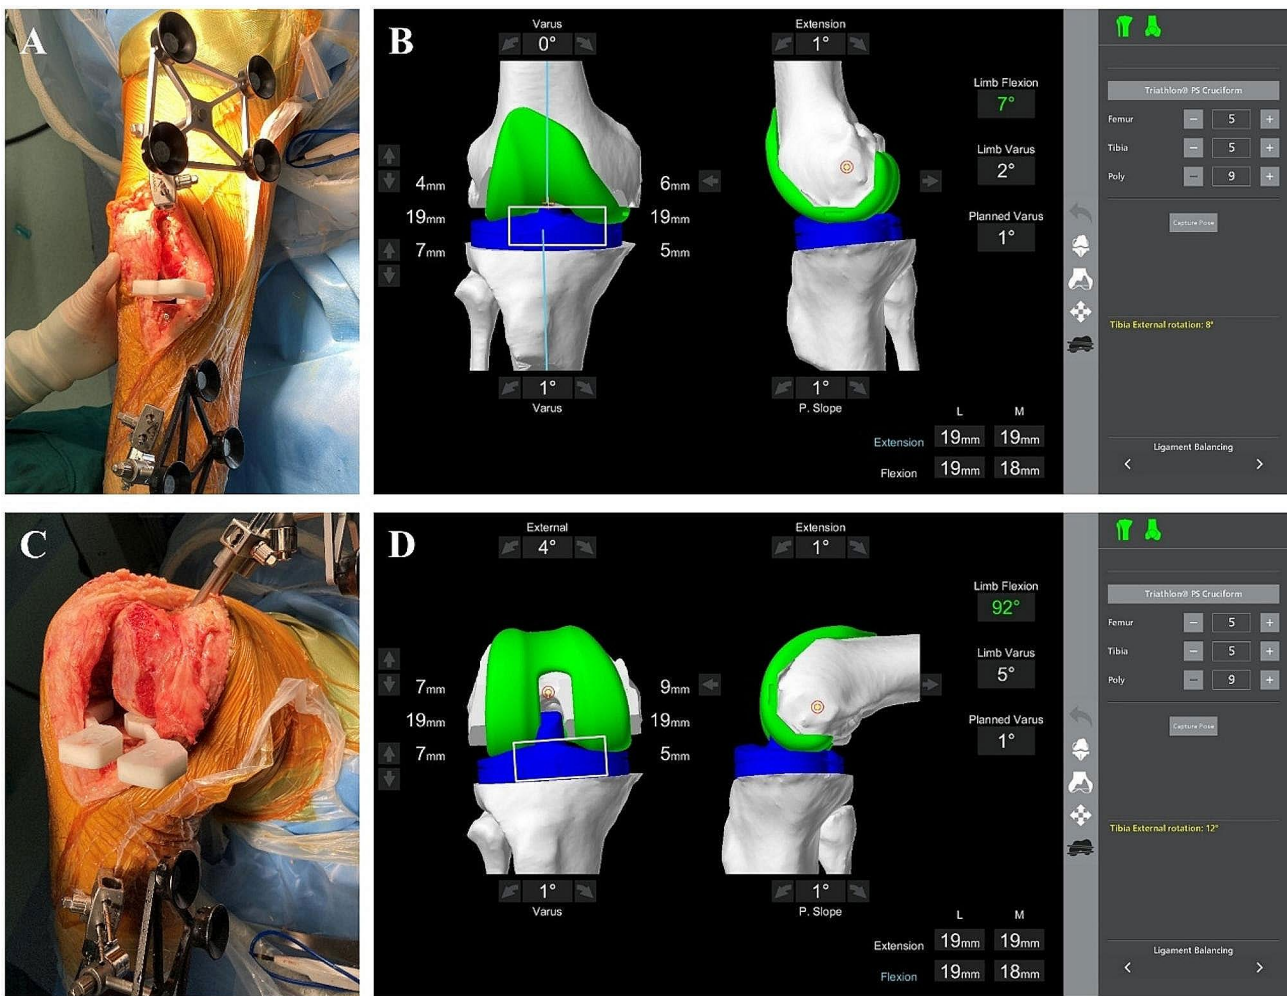 A
B
Varus
0°
Extension
1°
Limb Flexion
7°
Limb Varus
2°
Planned Varus
1°
4mm
19mm
7mm
6mm
19mm
5mm
1°
Varus
1°
P. Slope
L M
Extension 19mm 19mm
Flexion 19mm 18mm
Triathlon® PS Cruciform
Femur − 5 +
Tibia − 5 +
Poly − 9 +
Capture Pose
Tibia External rotation: 8°
Ligament Balancing
< >
C
D
External
4°
Extension
1°
Limb Flexion
92°
Limb Varus
5°
Planned Varus
1°
7mm
19mm
7mm
9mm
19mm
5mm
1°
Varus
1°
P. Slope
L M
Extension 19mm 19mm
Flexion 19mm 18mm
Triathlon® PS Cruciform
Femur − 5 +
Tibia − 5 +
Poly − 9 +
Capture Pose
Tibia External rotation: 12°
Ligament Balancing
< >